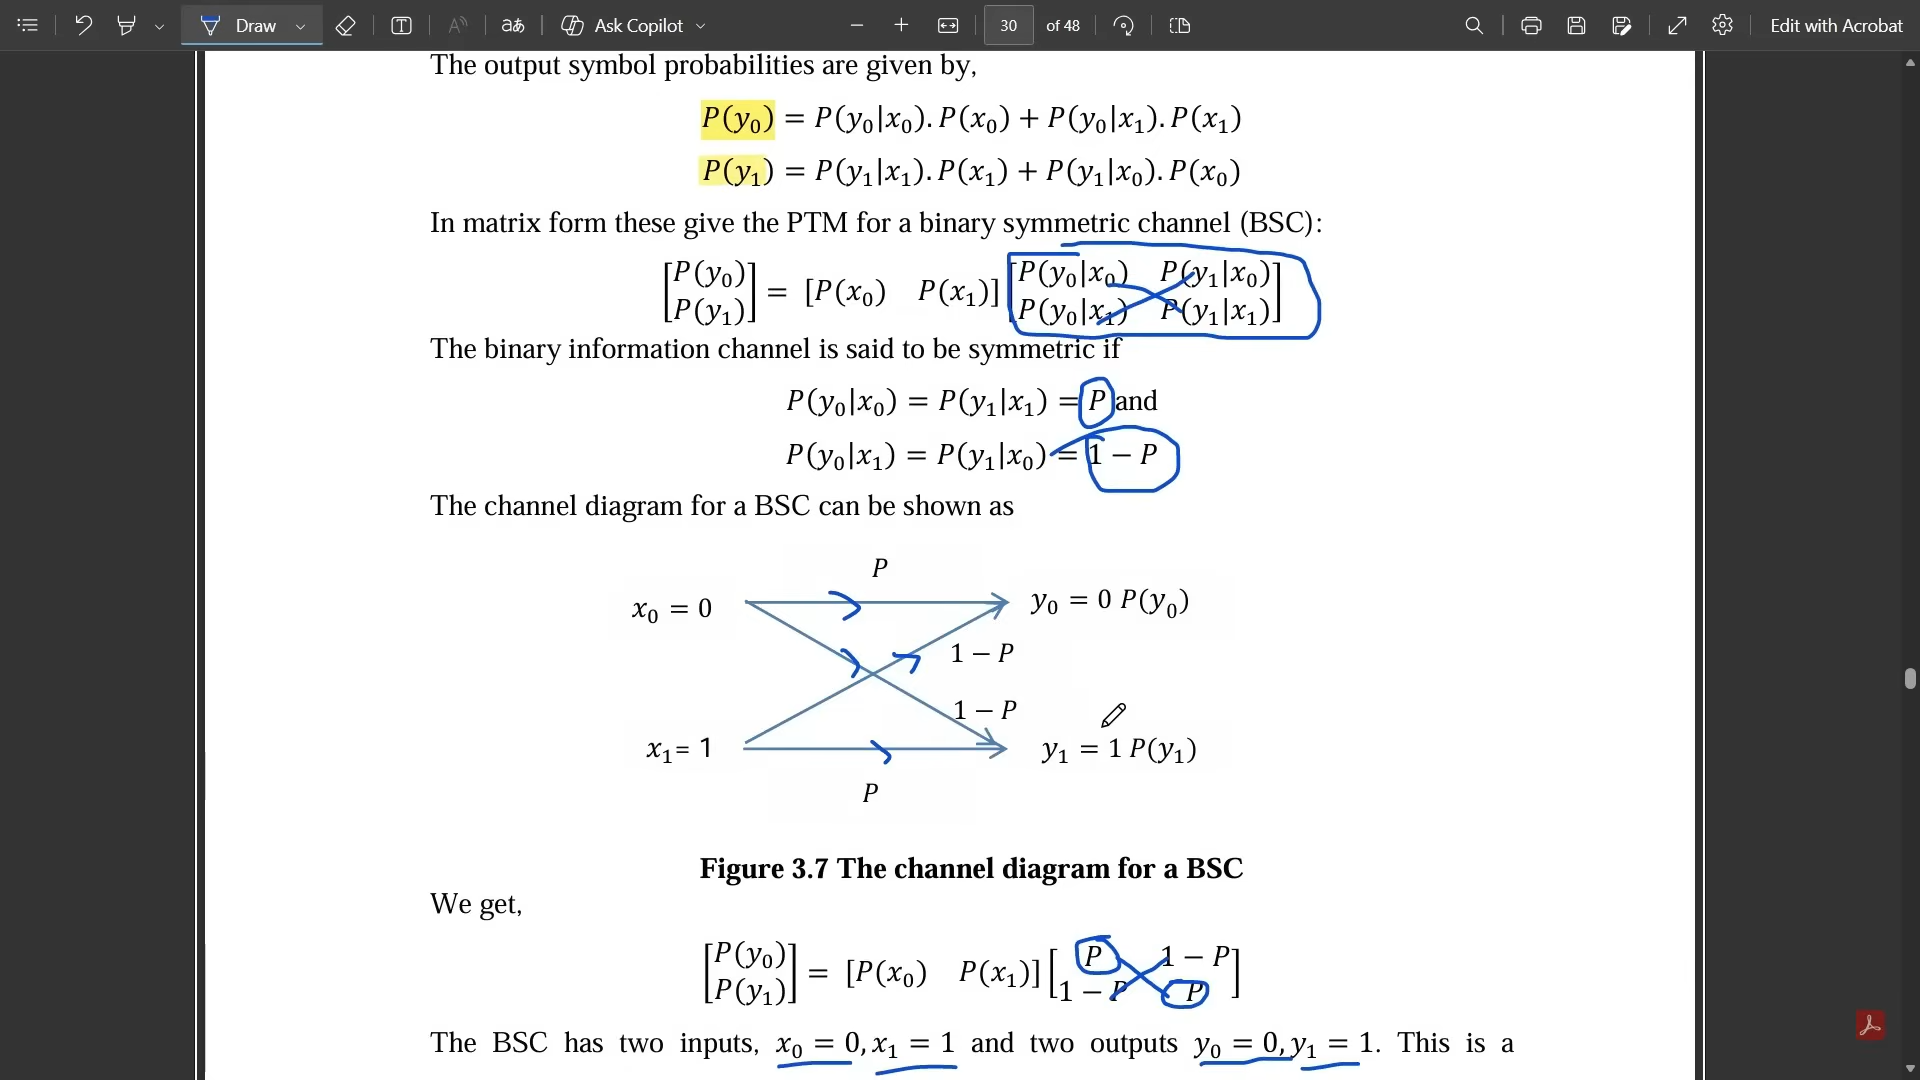 Draw
aあ
Ask Copilot
30 of 48
Edit with Acrobat
The output symbol probabilities are given by,
P(y₀) = P(y₀|x₀). P(x₀) + P(y₀|x₁). P(x₁)
P(y₁) = P(y₁|x₁). P(x₁) + P(y₁|x₀). P(x₀)
In matrix form these give the PTM for a binary symmetric channel (BSC):
[P(y₀)] = [P(x₀) P(x₁)] [P(y₀|x₀) P(y₁|x₀)]
[P(y₁)] [P(y₀|x₁) P(y₁|x₁)]
The binary information channel is said to be symmetric if
P(y₀|x₀) = P(y₁|x₁) = P and
P(y₀|x₁) = P(y₁|x₀) = 1 − P
The channel diagram for a BSC can be shown as
P
x₀ = 0
y₀ = 0 P(y₀)
1 − P
1 − P
x₁= 1
y₁ = 1 P(y₁)
P
Figure 3.7 The channel diagram for a BSC
We get,
[P(y₀)] = [P(x₀) P(x₁)] [P 1 − P]
[P(y₁)] [1 − P P]
The BSC has two inputs, x₀ = 0, x₁ = 1 and two outputs y₀ = 0, y₁ = 1. This is a